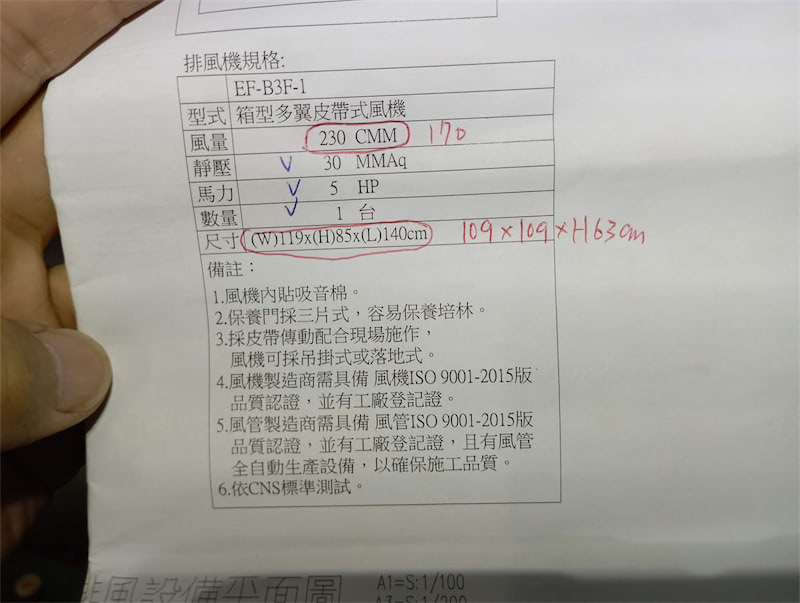 排風機規格:
EF-B3F-1
型式 箱型多翼皮帶式風機
風量 230 CMM 170
靜壓 V 30 MMAq
馬力 V 5 HP
數量 V 1 台
尺寸 (W)119x(H)85x(L)140cm 109×109×H63cm
備註：
1.風機內貼吸音棉。
2.保養門採三片式，容易保養培林。
3.採皮帶傳動配合現場施作，
風機可採吊掛式或落地式。
4.風機製造商需具備 風機ISO 9001-2015版
品質認證，並有工廠登記證。
5.風管製造商需具備 風管ISO 9001-2015版
品質認證，並有工廠登記證，且有風管
全自動生產設備，以確保施工品質。
6.依CNS標準測試。
排風設備平面圖 A1=S:1/100
A3=S:1/200